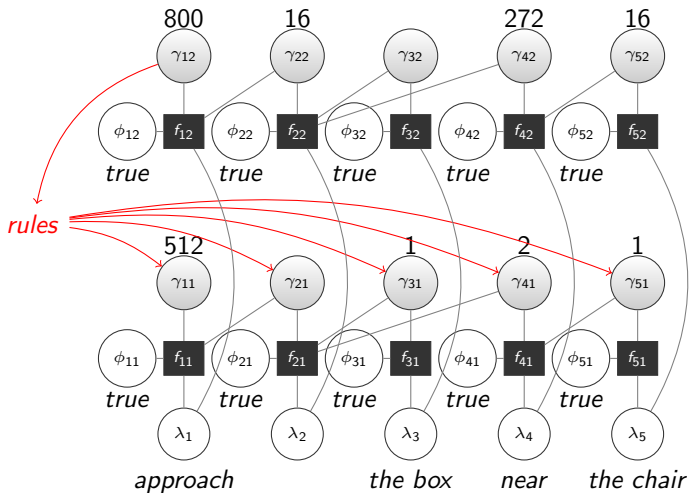 800 16 272 16
γ₁₂ γ₂₂ γ₃₂ γ₄₂ γ₅₂
ϕ₁₂ f₁₂ ϕ₂₂ f₂₂ ϕ₃₂ f₃₂ ϕ₄₂ f₄₂ ϕ₅₂ f₅₂
true true true true true
rules
512 1 2 1
γ₁₁ γ₂₁ γ₃₁ γ₄₁ γ₅₁
ϕ₁₁ f₁₁ ϕ₂₁ f₂₁ ϕ₃₁ f₃₁ ϕ₄₁ f₄₁ ϕ₅₁ f₅₁
true true true true true
λ₁ λ₂ λ₃ λ₄ λ₅
approach the box near the chair